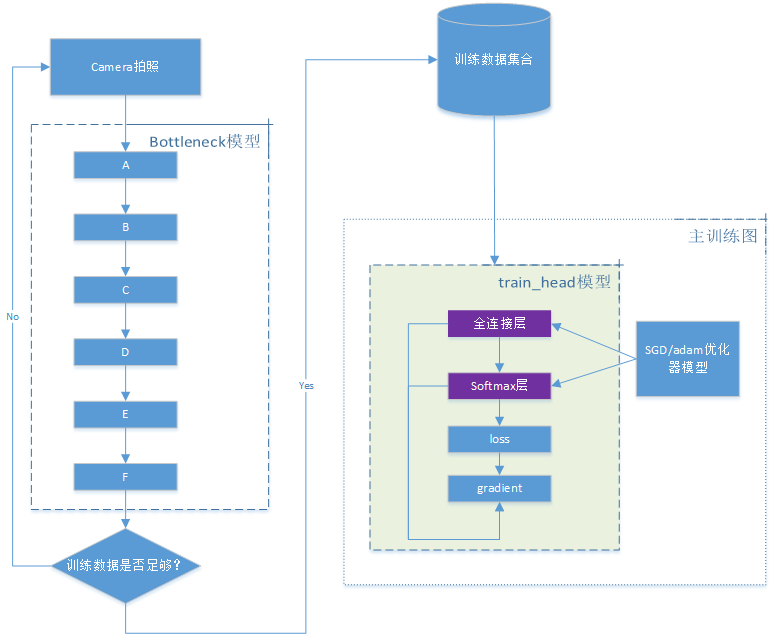 Camera拍照
Bottleneck模型
A
B
C
D
E
F
训练数据是否足够？
No
Yes
训练数据集合
主训练图
train_head模型
全连接层
Softmax层
loss
gradient
SGD/adam优化
器模型